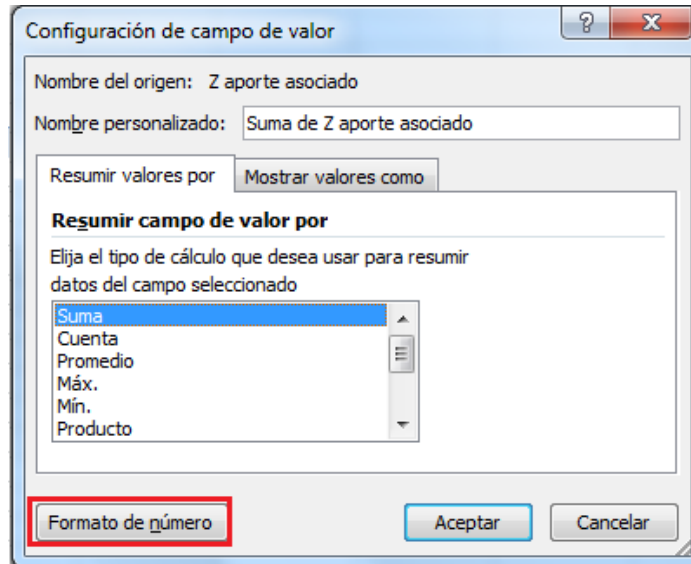 Configuración de campo de valor
Nombre del origen: Z aporte asociado
Nombre personalizado: Suma de Z aporte asociado
Resumir valores por Mostrar valores como
Resumir campo de valor por
Elija el tipo de cálculo que desea usar para resumir
datos del campo seleccionado
Suma
Cuenta
Promedio
Máx.
Mín.
Producto
Formato de número Aceptar Cancelar